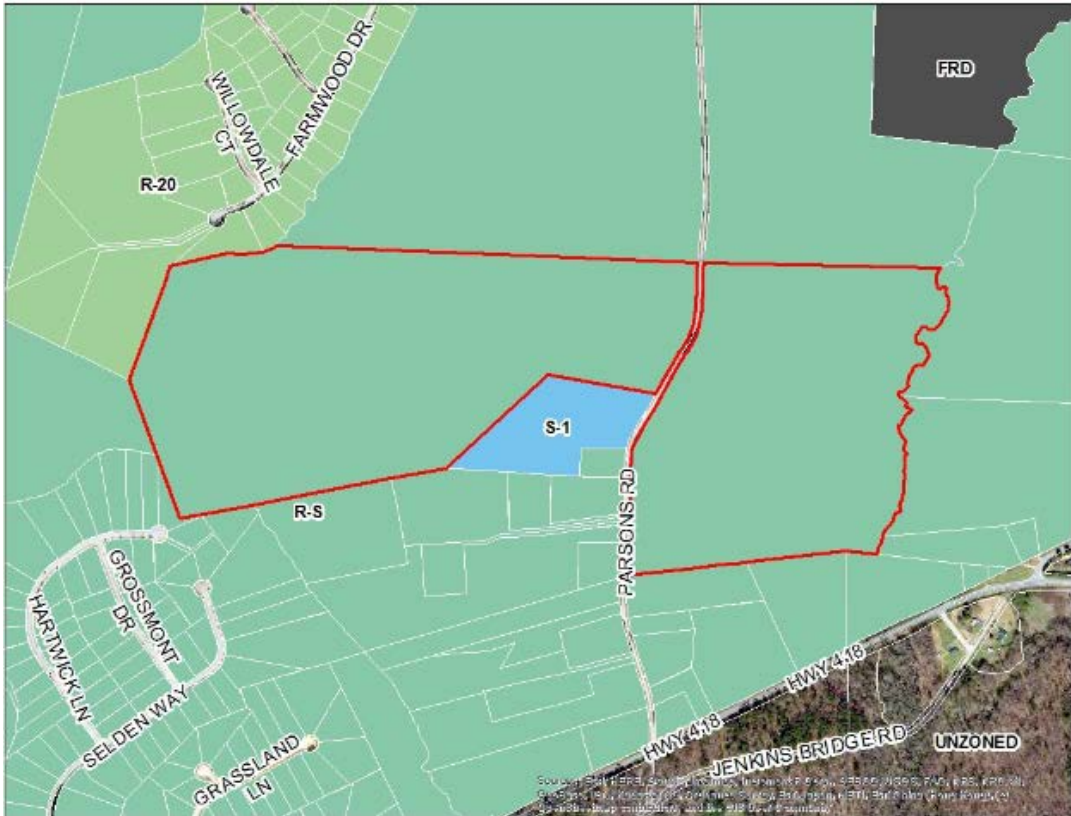 FRD
WILLOWDALE
CT
FARMWOOD DR
R-20
S-1
R-S
PARSONS RD
GROSSMONT
DR
HARTWICK LN
SELDEN WAY
GRASSLAND
LN
HWY 418
HWY 418
JENKINS BRIDGE RD
UNZONED